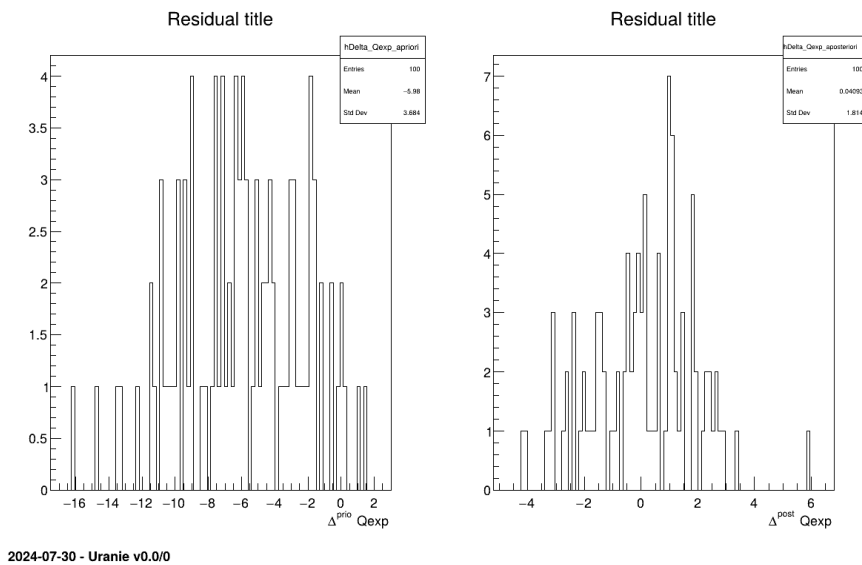 Residual title
hDelta_Qexp_apriori
Entries 100
Mean −5.98
Std Dev 3.684
4
3.5
3
2.5
2
1.5
1
0.5
0
−16 −14 −12 −10 −8 −6 −4 −2 0 2
Δ^prio Qexp
Residual title
hDelta_Qexp_aposteriori
Entries 100
Mean 0.04093
Std Dev 1.814
7
6
5
4
3
2
1
0
−4 −2 0 2 4 6
Δ^post Qexp
2024-07-30 - Uranie v0.0/0